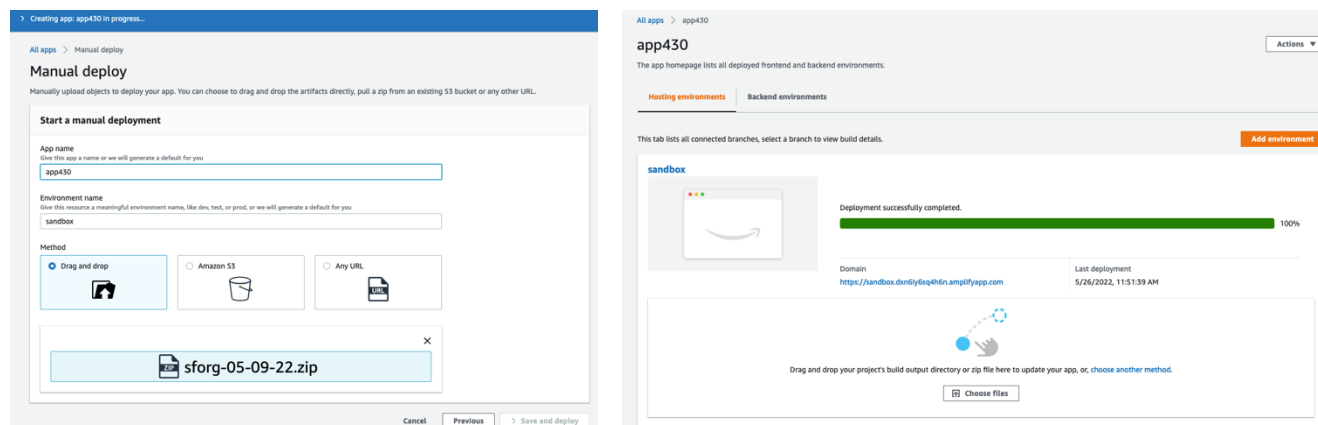 Creating app: app430 in progress...
All apps > Manual deploy
Manual deploy
Manually upload objects to deploy your app. You can choose to drag and drop the artifacts directly, pull a zip from an existing S3 bucket or any other URL.
Start a manual deployment
App name
Give this app a name or we will generate a default for you
app430
Environment name
Give this resource a meaningful environment name, like dev, test, or prod, or we will generate a default for you
sandbox
Method
Drag and drop
Amazon S3
Any URL
URL
ZIP sforg-05-09-22.zip
Cancel
Previous
Save and deploy
All apps > app430
app430
Actions
The app homepage lists all deployed frontend and backend environments.
Hosting environments
Backend environments
This tab lists all connected branches, select a branch to view build details.
Add environment
sandbox
Deployment successfully completed.
100%
Domain
https://sandbox.dxn6iy6sq4h6n.amplifyapp.com
Last deployment
5/26/2022, 11:51:39 AM
Drag and drop your project's build output directory or zip file here to update your app, or, choose another method.
Choose files